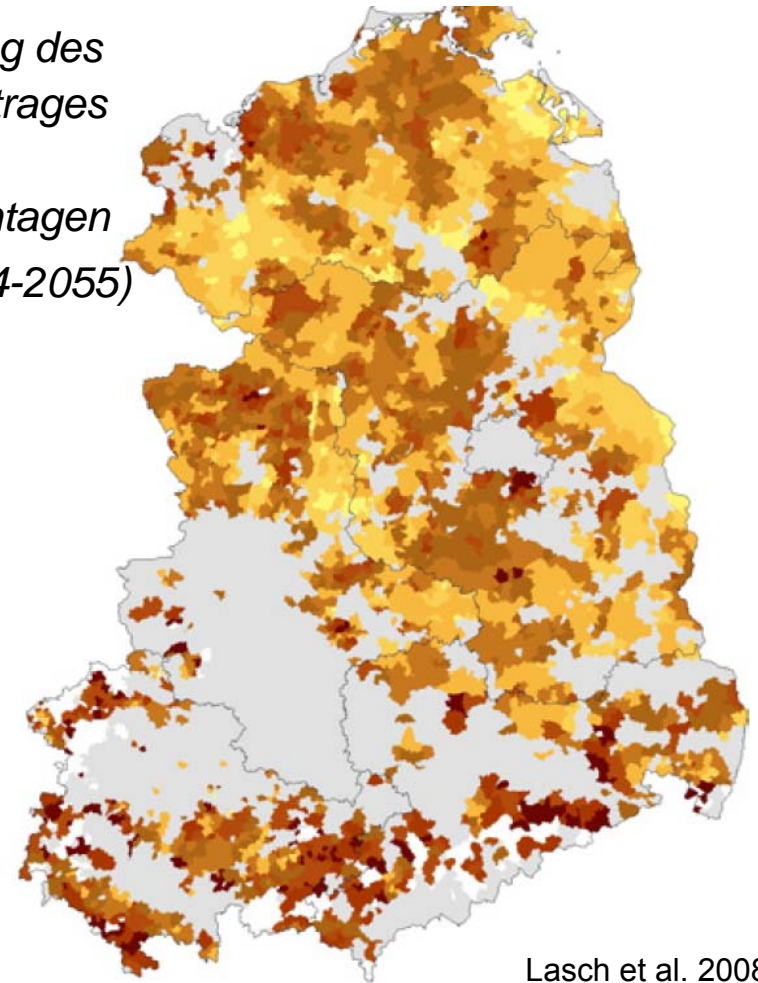 g des
trages
ntagen
4-2055)
Lasch et al. 2008